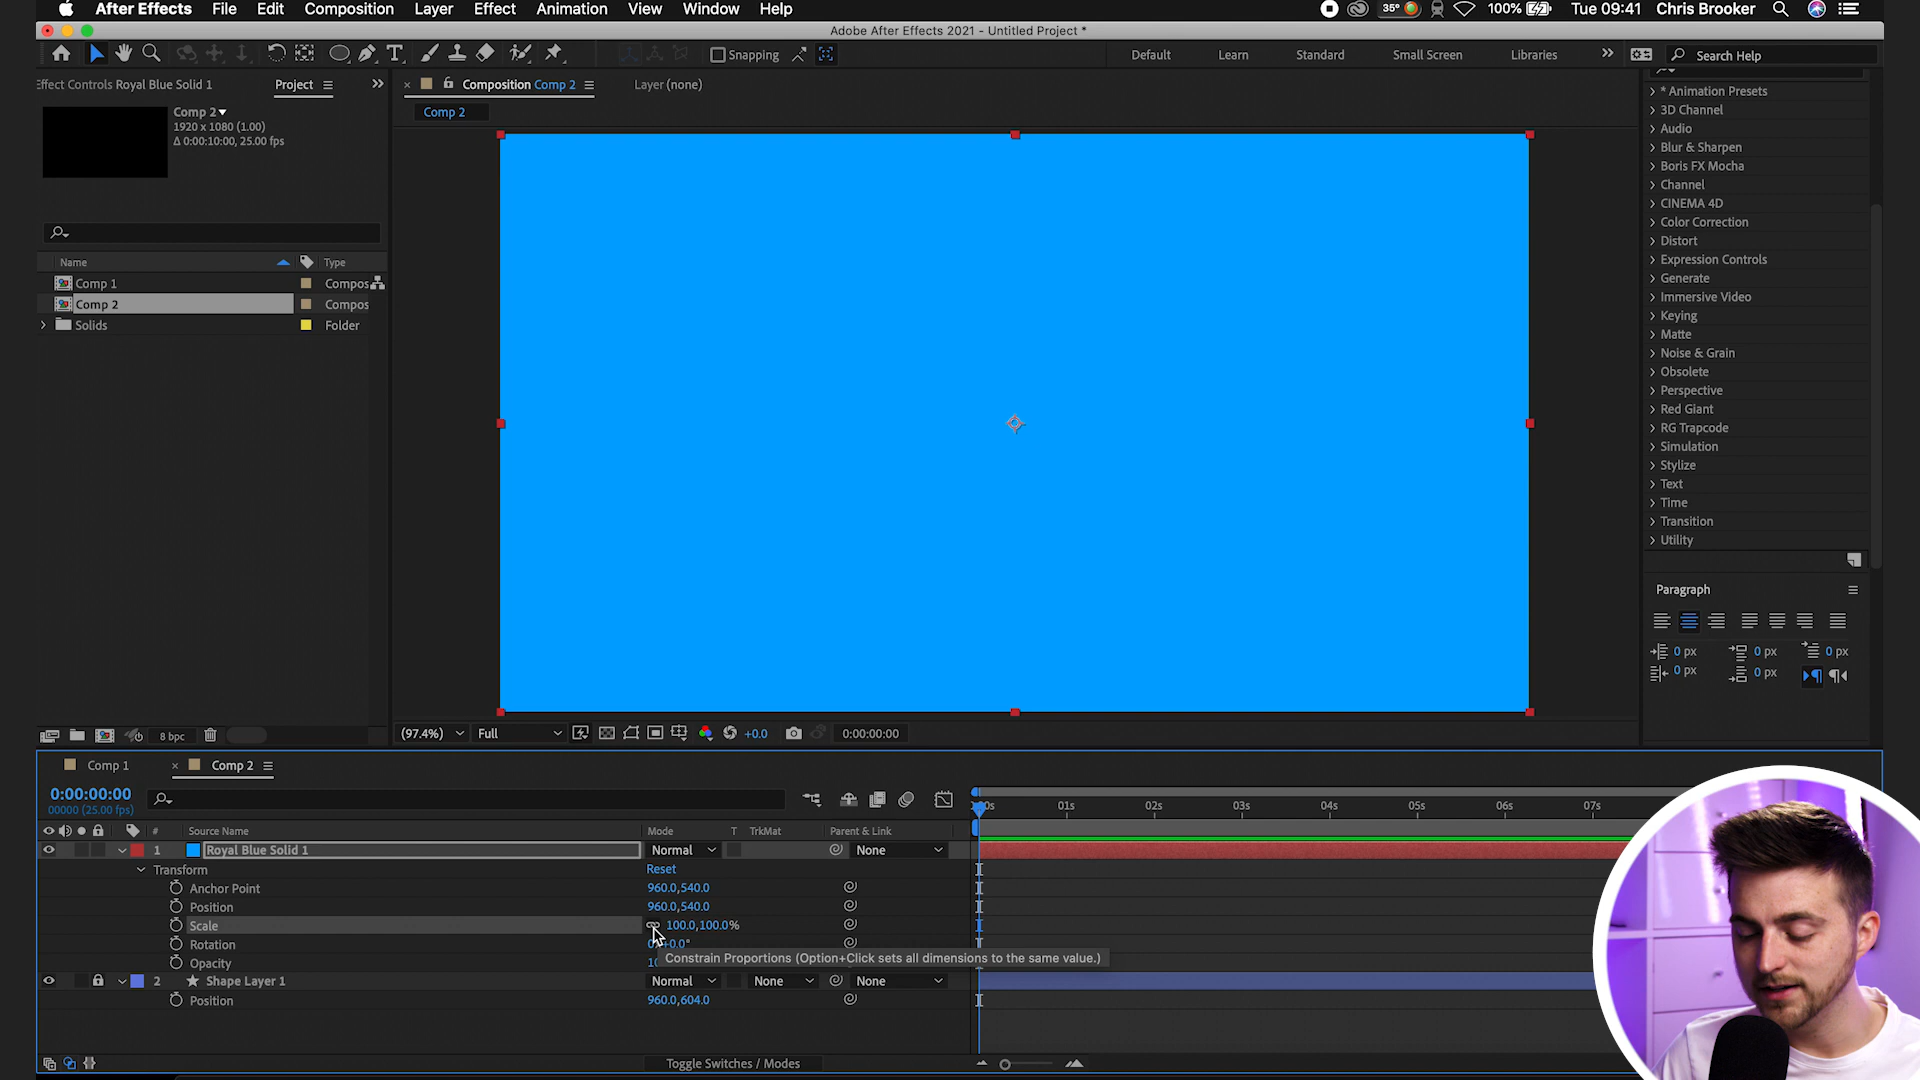 After Effects File Edit Composition Layer Effect Animation View Window Help 35° 100% Tue 09:41 Chris Brooker
Adobe After Effects 2021 - Untitled Project *
Snapping Default Learn Standard Small Screen Libraries Search Help
Effect Controls Royal Blue Solid 1 Project
Composition Comp 2 Layer (none)
Comp 2
1920 x 1080 (1.00)
Δ 0:00:10:00, 25.00 fps
Comp 2
Name Type
Comp 1 Compos
Comp 2 Compos
Solids Folder
8 bpc
(97.4%) Full +0.0 0:00:00:00
* Animation Presets
3D Channel
Audio
Blur & Sharpen
Boris FX Mocha
Channel
CINEMA 4D
Color Correction
Distort
Expression Controls
Generate
Immersive Video
Keying
Matte
Noise & Grain
Obsolete
Perspective
Red Giant
RG Trapcode
Simulation
Stylize
Text
Time
Transition
Utility
Paragraph
0 px 0 px 0 px
0 px 0 px
Comp 1 Comp 2
0:00:00:00
00000 (25.00 fps)
01s 02s 03s 04s 05s 06s 07s
# Source Name Mode T TrkMat Parent & Link
1 Royal Blue Solid 1 Normal None
Transform Reset
Anchor Point 960.0,540.0
Position 960.0,540.0
Scale 100.0,100.0%
Rotation +0.0°
Opacity
Constrain Proportions (Option+Click sets all dimensions to the same value.)
2 Shape Layer 1 Normal None None
Position 960.0,604.0
Toggle Switches / Modes